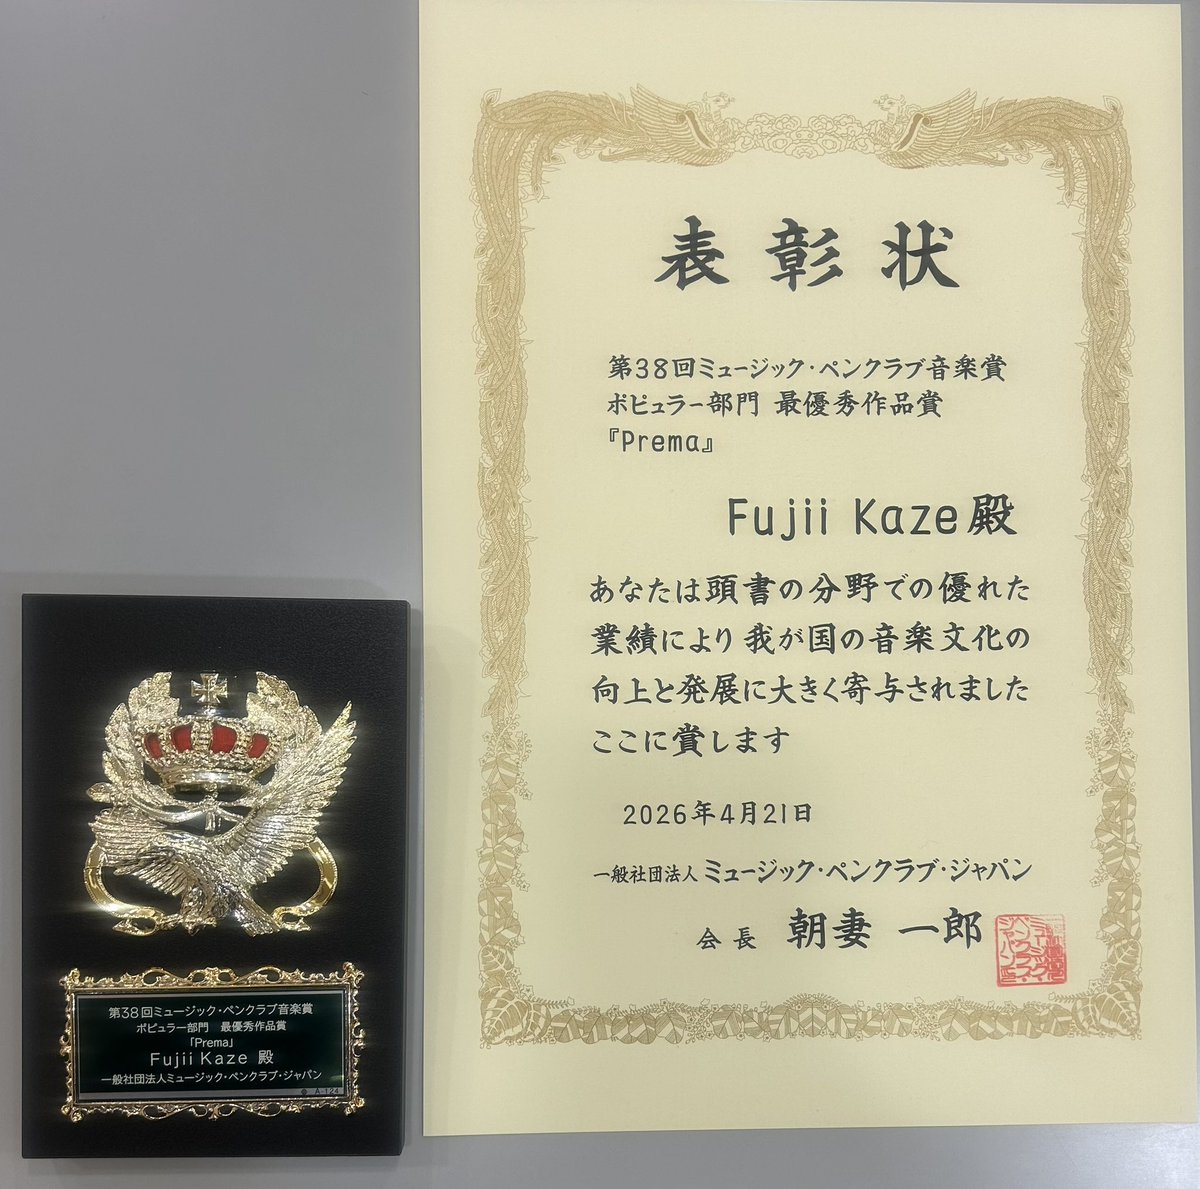 表彰状
第38回ミュージック・ペンクラブ音楽賞
ポピュラー部門 最優秀作品賞
『Prema』
Fujii Kaze殿
あなたは頭書の分野での優れた
業績により我が国の音楽文化の
向上と発展に大きく寄与されました
ここに賞します
2026年4月21日
一般社団法人 ミュージック・ペンクラブ・ジャパン
会長 朝妻 一郎
第38回ミュージック・ペンクラブ音楽賞
ポピュラー部門 最優秀作品賞
「Prema」
Fujii Kaze 殿
一般社団法人ミュージック・ペンクラブ・ジャパン
A-124